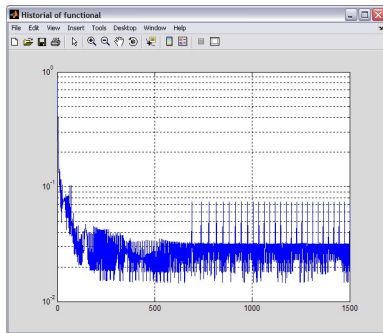 Historial of functional
File Edit View Insert Tools Desktop Window Help
10^0
10^-1
10^-2
0 500 1000 1500